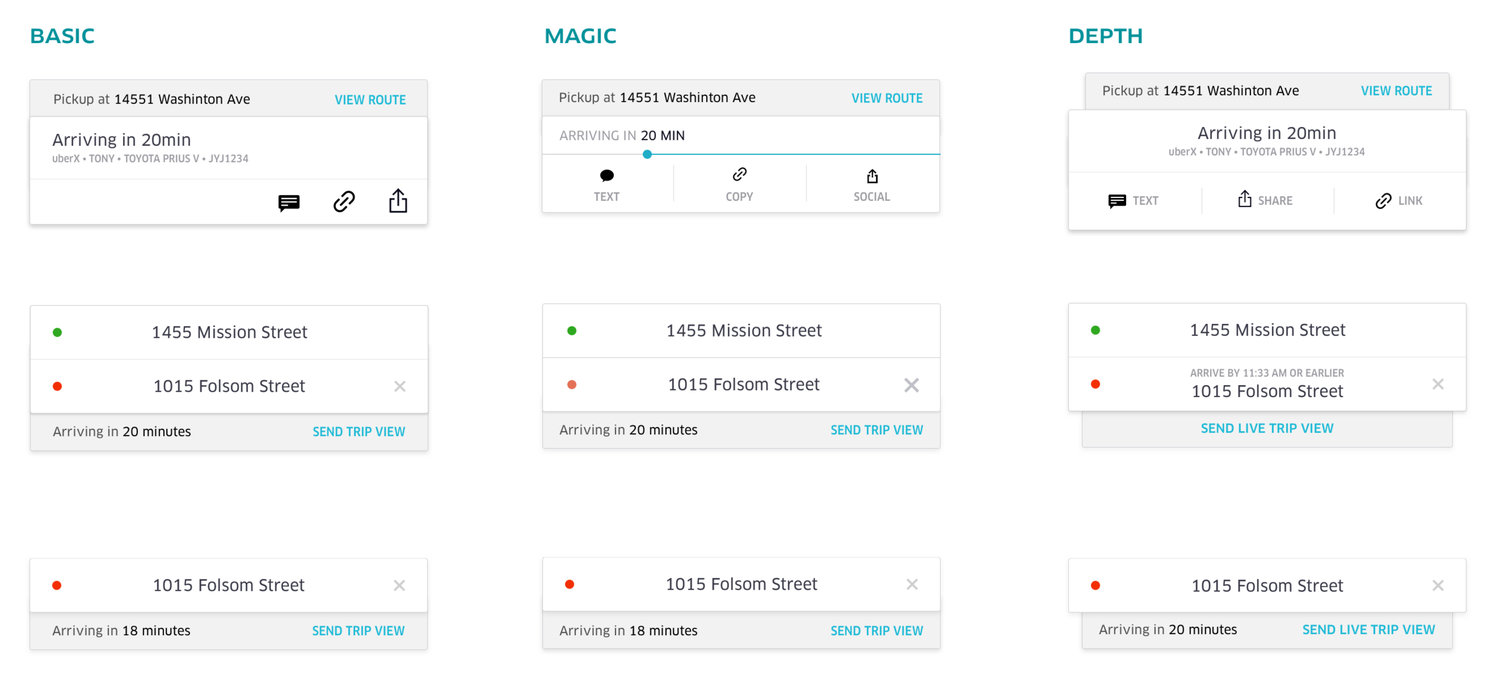 BASIC
Pickup at 14551 Washinton Ave VIEW ROUTE
Arriving in 20min
uberX • TONY • TOYOTA PRIUS V • JYJ1234
1455 Mission Street
1015 Folsom Street
Arriving in 20 minutes SEND TRIP VIEW
1015 Folsom Street
Arriving in 18 minutes SEND TRIP VIEW
MAGIC
Pickup at 14551 Washinton Ave VIEW ROUTE
ARRIVING IN 20 MIN
TEXT COPY SOCIAL
1455 Mission Street
1015 Folsom Street
Arriving in 20 minutes SEND TRIP VIEW
1015 Folsom Street
Arriving in 18 minutes SEND TRIP VIEW
DEPTH
Pickup at 14551 Washinton Ave VIEW ROUTE
Arriving in 20min
uberX • TONY • TOYOTA PRIUS V • JYJ1234
TEXT SHARE LINK
1455 Mission Street
ARRIVE BY 11:33 AM OR EARLIER
1015 Folsom Street
SEND LIVE TRIP VIEW
1015 Folsom Street
Arriving in 20 minutes SEND LIVE TRIP VIEW